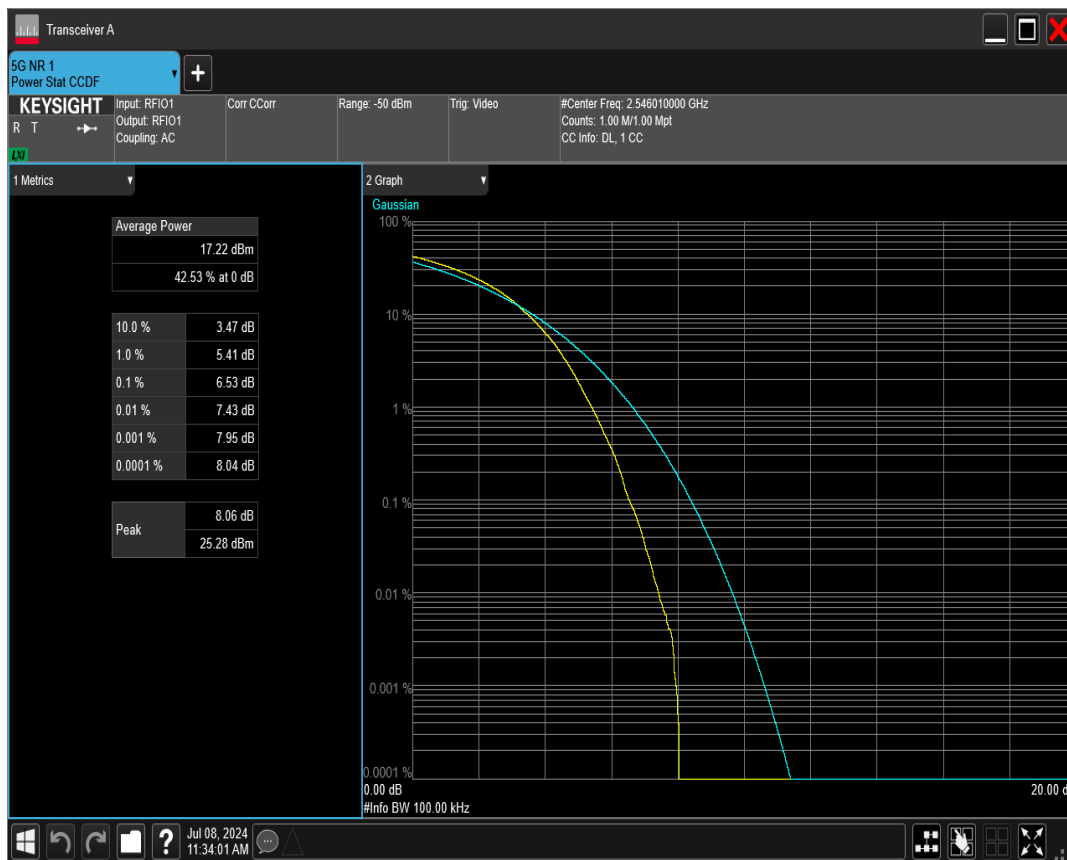 Transceiver A
5G NR 1
Power Stat CCDF
+
KEYSIGHT
R T
LXI
Input: RFIO1
Output: RFIO1
Coupling: AC
Corr CCorr
Range: -50 dBm
Trig: Video
#Center Freq: 2.546010000 GHz
Counts: 1.00 M/1.00 Mpt
CC Info: DL, 1 CC
1 Metrics
Average Power
17.22 dBm
42.53 % at 0 dB
10.0 % 3.47 dB
1.0 % 5.41 dB
0.1 % 6.53 dB
0.01 % 7.43 dB
0.001 % 7.95 dB
0.0001 % 8.04 dB
Peak 8.06 dB
25.28 dBm
2 Graph
Gaussian
100 %
10 %
1 %
0.1 %
0.01 %
0.001 %
0.0001 %
0.00 dB 20.00 d
#Info BW 100.00 kHz
?
Jul 08, 2024
11:34:01 AM